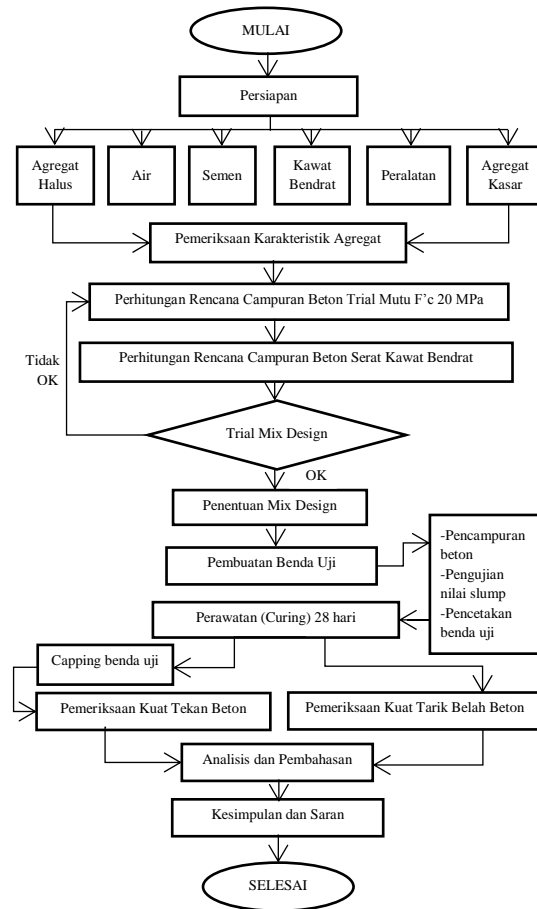 MULAI
Persiapan
Agregat
Halus
Air
Semen
Kawat
Bendrat
Peralatan
Agregat
Kasar
Pemeriksaan Karakteristik Agregat
Perhitungan Rencana Campuran Beton Trial Mutu F'c 20 MPa
Tidak
OK
Perhitungan Rencana Campuran Beton Serat Kawat Bendrat
Trial Mix Design
OK
Penentuan Mix Design
Pembuatan Benda Uji
-Pencampuran
beton
-Pengujian
nilai slump
-Pencetakan
benda uji
Perawatan (Curing) 28 hari
Capping benda uji
Pemeriksaan Kuat Tekan Beton
Pemeriksaan Kuat Tarik Belah Beton
Analisis dan Pembahasan
Kesimpulan dan Saran
SELESAI